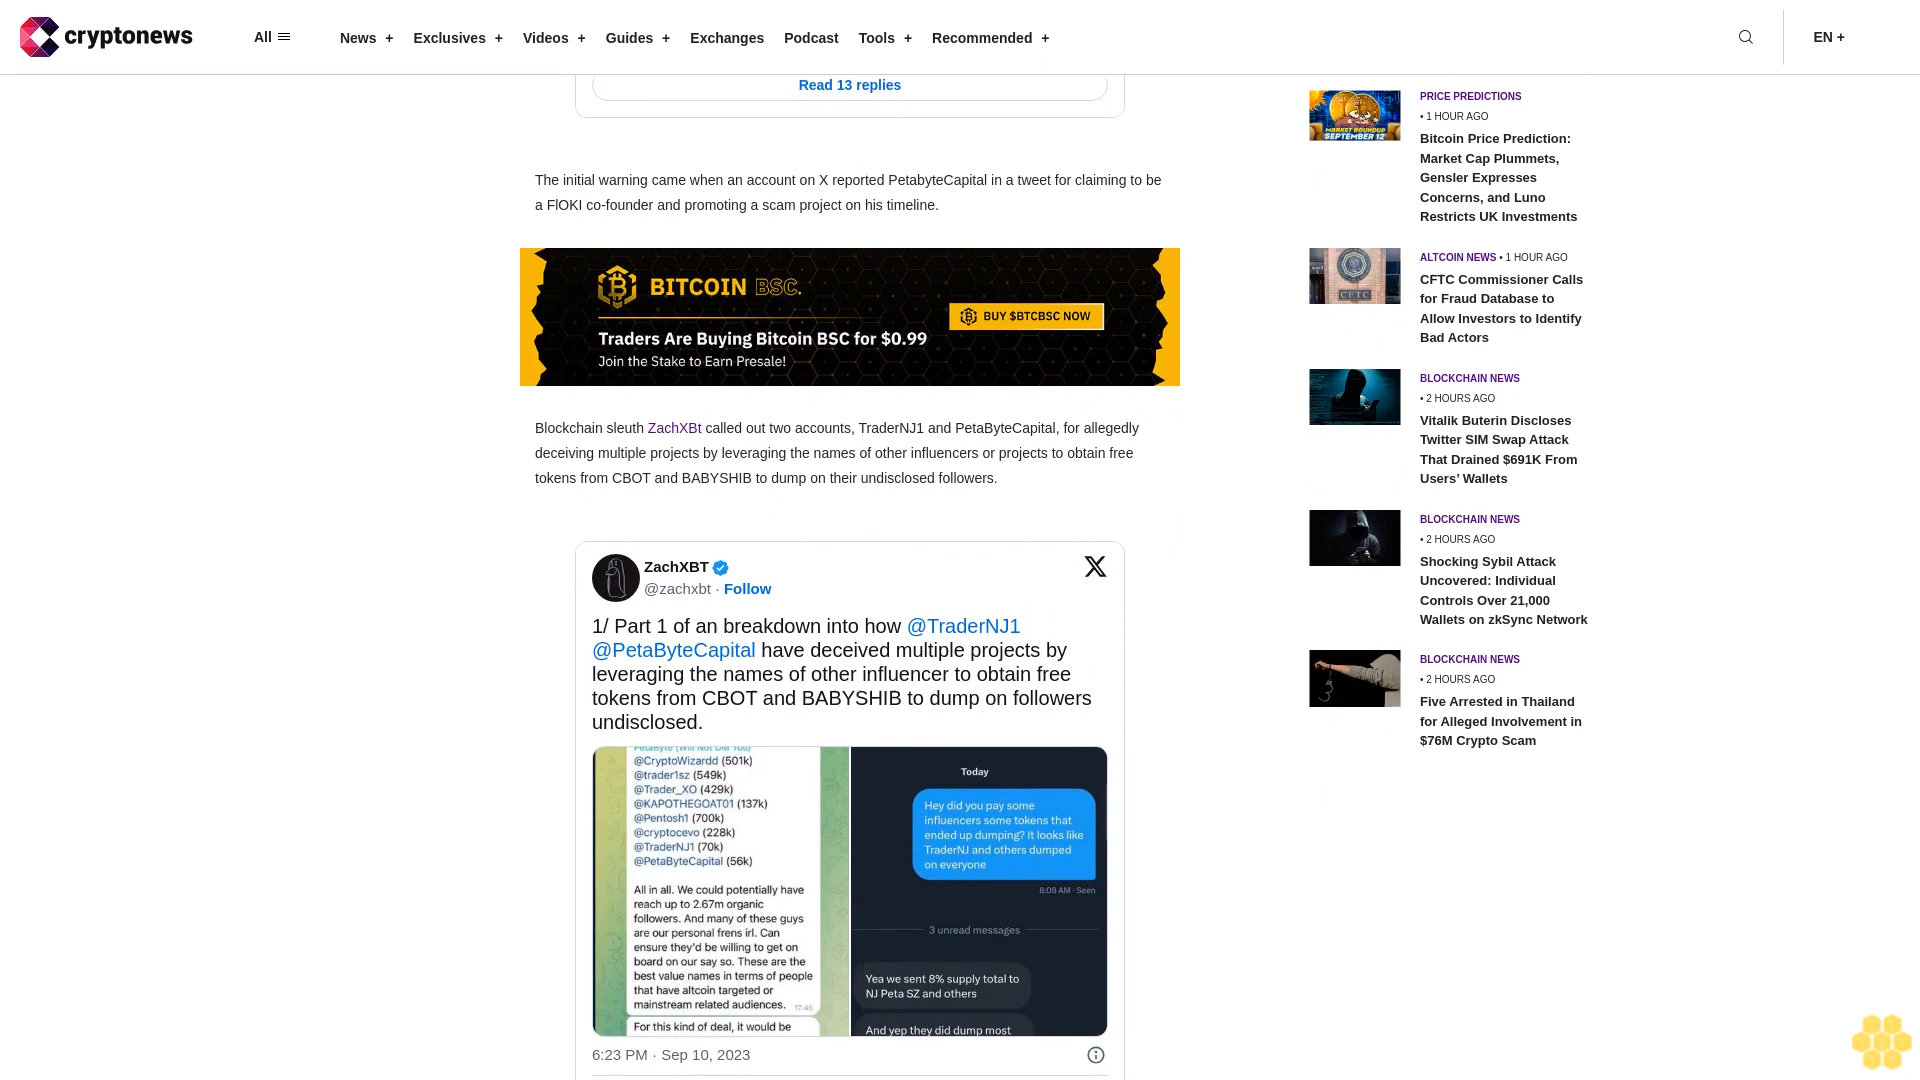 cryptonews
All
News +
Exclusives +
Videos +
Guides +
Exchanges
Podcast
Tools +
Recommended +
EN +
Read 13 replies
The initial warning came when an account on X reported PetabyteCapital in a tweet for claiming to be
a FlOKI co-founder and promoting a scam project on his timeline.
BITCOIN BSC.
BUY $BTCBSC NOW
Traders Are Buying Bitcoin BSC for $0.99
Join the Stake to Earn Presale!
Blockchain sleuth ZachXBt called out two accounts, TraderNJ1 and PetaByteCapital, for allegedly
deceiving multiple projects by leveraging the names of other influencers or projects to obtain free
tokens from CBOT and BABYSHIB to dump on their undisclosed followers.
ZachXBT
@zachxbt · Follow
1/ Part 1 of an breakdown into how @TraderNJ1
@PetaByteCapital have deceived multiple projects by
leveraging the names of other influencer to obtain free
tokens from CBOT and BABYSHIB to dump on followers
undisclosed.
PetaByte (Will Not DM You)
@CryptoWizardd (501k)
@trader1sz (549k)
@Trader_XO (429k)
@KAPOTHEGOAT01 (137k)
@Pentosh1 (700k)
@cryptocevo (228k)
@TraderNJ1 (70k)
@PetaByteCapital (56k)
All in all. We could potentially have
reach up to 2.67m organic
followers. And many of these guys
are our personal frens irl. Can
ensure they'd be willing to get on
board on our say so. These are the
best value names in terms of people
that have altcoin targeted or
mainstream related audiences. 17:45
For this kind of deal, it would be
Today
Hey did you pay some
influencers some tokens that
ended up dumping? It looks like
TraderNJ and others dumped
on everyone
8:08 AM · Seen
3 unread messages
Yea we sent 8% supply total to
NJ Peta SZ and others
And yep they did dump most
6:23 PM · Sep 10, 2023
MARKET ROUNDUP
SEPTEMBER 12
PRICE PREDICTIONS
• 1 HOUR AGO
Bitcoin Price Prediction:
Market Cap Plummets,
Gensler Expresses
Concerns, and Luno
Restricts UK Investments
CFTC
ALTCOIN NEWS • 1 HOUR AGO
CFTC Commissioner Calls
for Fraud Database to
Allow Investors to Identify
Bad Actors
BLOCKCHAIN NEWS
• 2 HOURS AGO
Vitalik Buterin Discloses
Twitter SIM Swap Attack
That Drained $691K From
Users’ Wallets
BLOCKCHAIN NEWS
• 2 HOURS AGO
Shocking Sybil Attack
Uncovered: Individual
Controls Over 21,000
Wallets on zkSync Network
BLOCKCHAIN NEWS
• 2 HOURS AGO
Five Arrested in Thailand
for Alleged Involvement in
$76M Crypto Scam